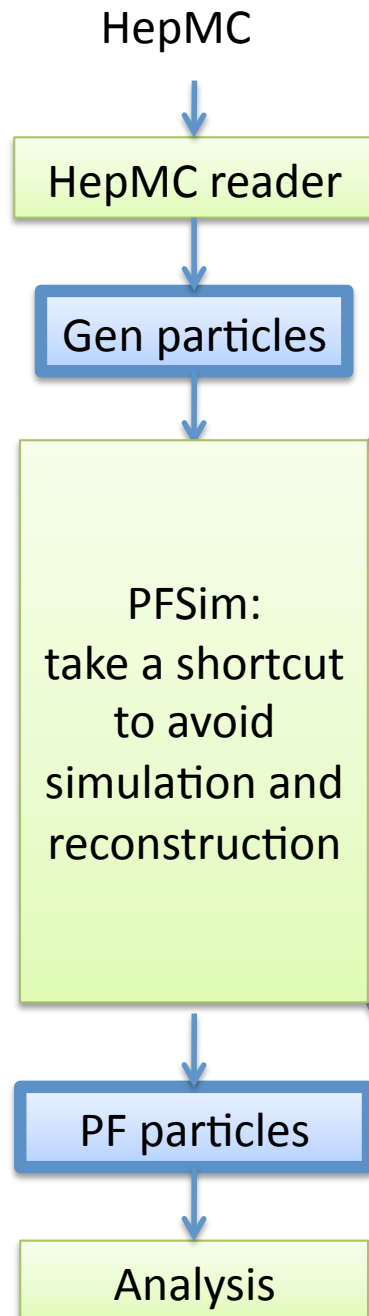 HepMC
HepMC reader
Gen particles
PFSim:
take a shortcut
to avoid
simulation and
reconstruction
PF particles
Analysis